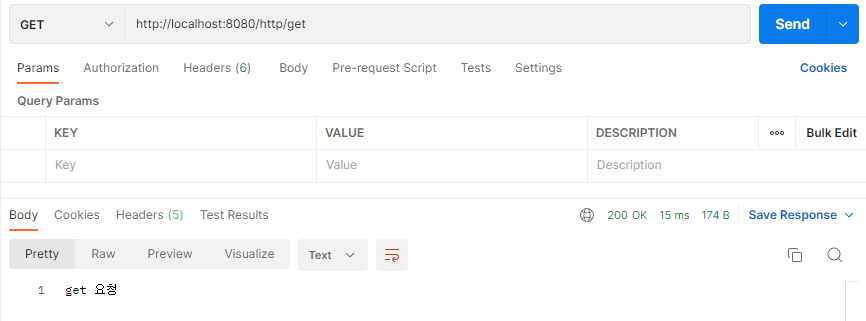 GET http://localhost:8080/http/get Send
Params Authorization Headers (6) Body Pre-request Script Tests Settings Cookies
Query Params
KEY VALUE DESCRIPTION ooo Bulk Edit
Key Value Description
Body Cookies Headers (5) Test Results 200 OK 15 ms 174 B Save Response
Pretty Raw Preview Visualize Text
1 get 요청